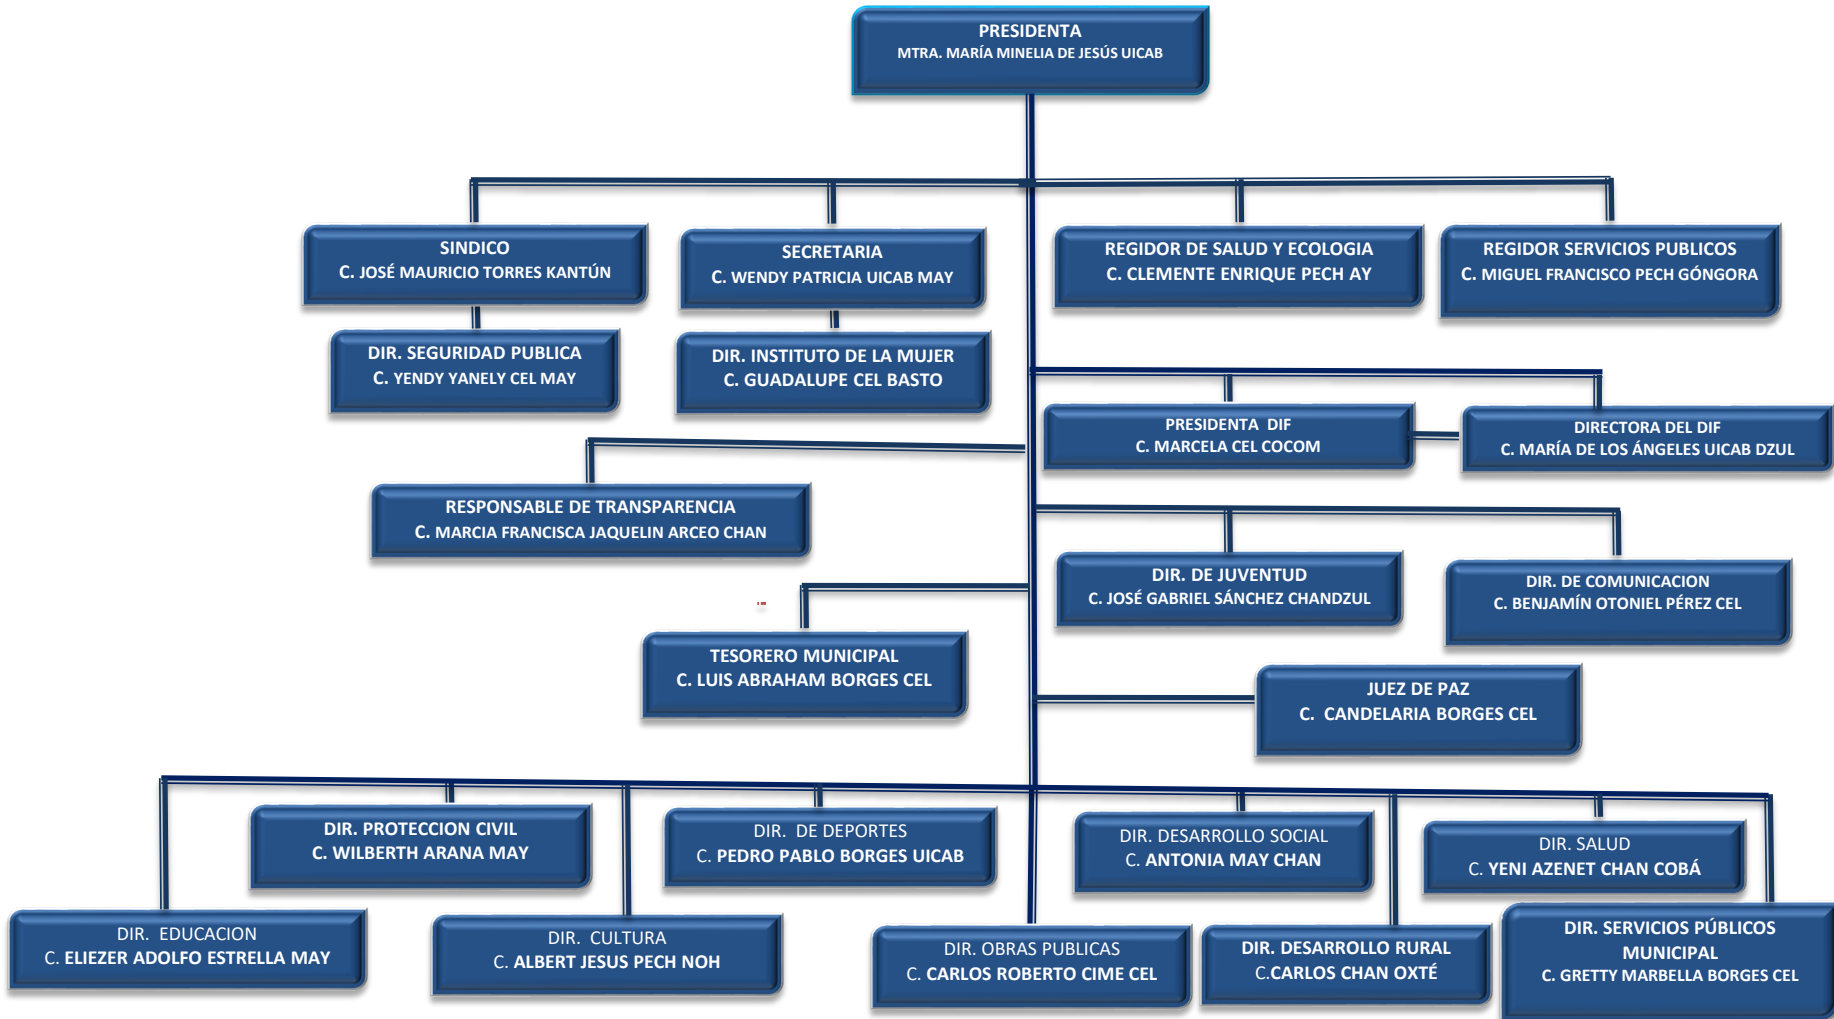 PRESIDENTA
MTRA. MARÍA MINELIA DE JESÚS UICAB
SINDICO
C. JOSÉ MAURICIO TORRES KANTÚN
SECRETARIA
C. WENDY PATRICIA UICAB MAY
REGIDOR DE SALUD Y ECOLOGIA
C. CLEMENTE ENRIQUE PECH AY
REGIDOR SERVICIOS PUBLICOS
C. MIGUEL FRANCISCO PECH GÓNGORA
DIR. SEGURIDAD PUBLICA
C. YENDY YANELY CEL MAY
DIR. INSTITUTO DE LA MUJER
C. GUADALUPE CEL BASTO
PRESIDENTA DIF
C. MARCELA CEL COCOM
DIRECTORA DEL DIF
C. MARÍA DE LOS ÁNGELES UICAB DZUL
RESPONSABLE DE TRANSPARENCIA
C. MARCIA FRANCISCA JAQUELIN ARCEO CHAN
DIR. DE JUVENTUD
C. JOSÉ GABRIEL SÁNCHEZ CHANDZUL
DIR. DE COMUNICACION
C. BENJAMÍN OTONIEL PÉREZ CEL
TESORERO MUNICIPAL
C. LUIS ABRAHAM BORGES CEL
JUEZ DE PAZ
C. CANDELARIA BORGES CEL
DIR. PROTECCION CIVIL
C. WILBERTH ARANA MAY
DIR. DE DEPORTES
C. PEDRO PABLO BORGES UICAB
DIR. DESARROLLO SOCIAL
C. ANTONIA MAY CHAN
DIR. SALUD
C. YENI AZENET CHAN COBÁ
DIR. EDUCACION
C. ELIEZER ADOLFO ESTRELLA MAY
DIR. CULTURA
C. ALBERT JESUS PECH NOH
DIR. OBRAS PUBLICAS
C. CARLOS ROBERTO CIME CEL
DIR. DESARROLLO RURAL
C.CARLOS CHAN OXTÉ
DIR. SERVICIOS PÚBLICOS
MUNICIPAL
C. GRETTY MARBELLA BORGES CEL